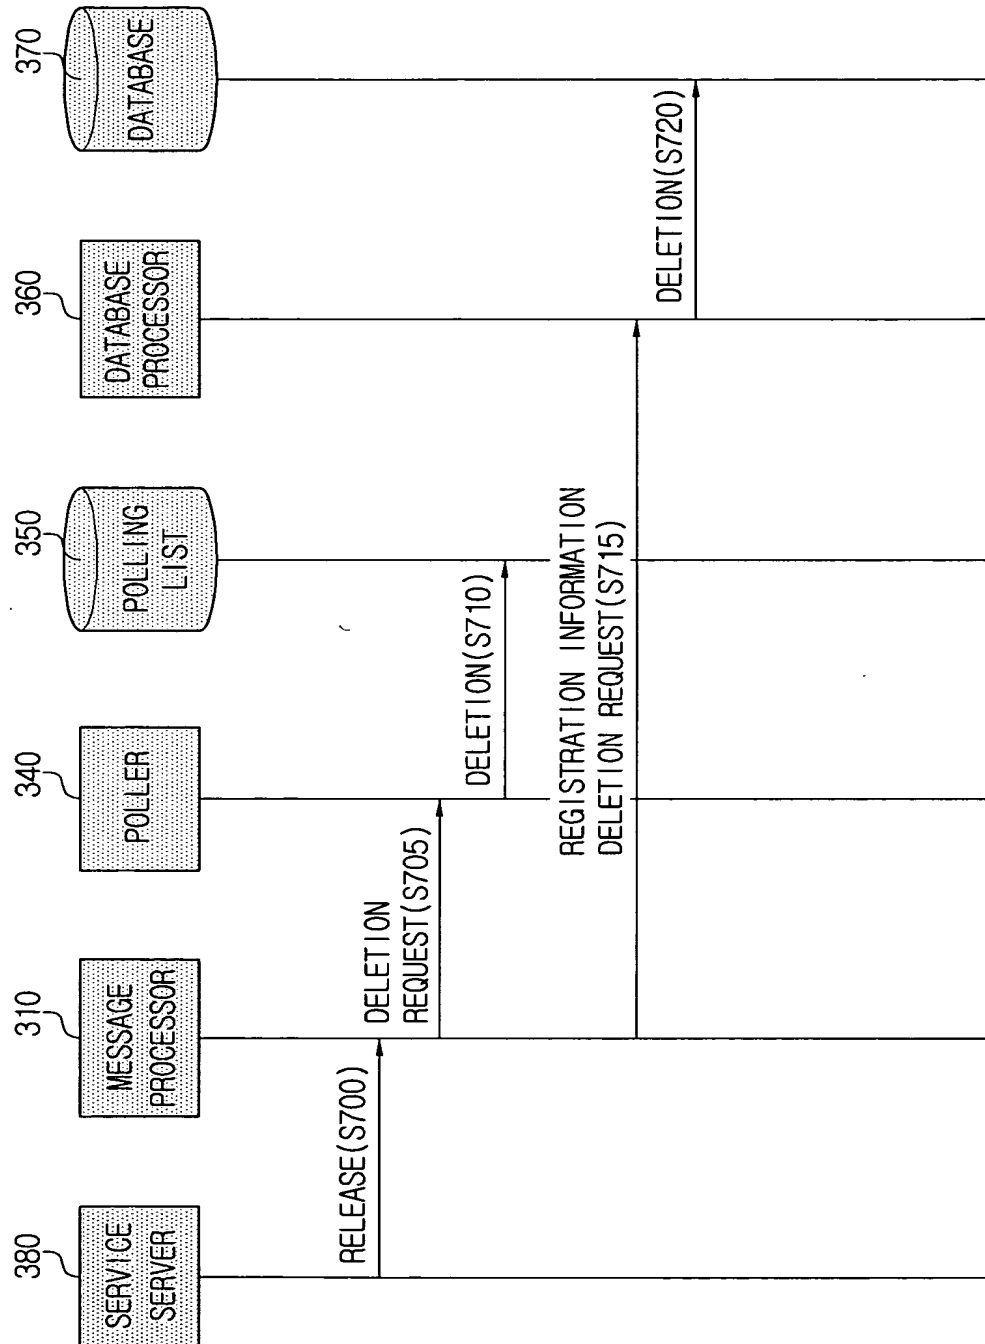 380
310
340
350
360
370
SERVICE
SERVER
MESSAGE
PROCESSOR
POLLER
POLLING
LIST
DATABASE
PROCESSOR
DATABASE
RELEASE(S700)
DELETION
REQUEST(S705)
DELETION(S710)
REGISTRATION INFORMATION
DELETION REQUEST(S715)
DELETION(S720)